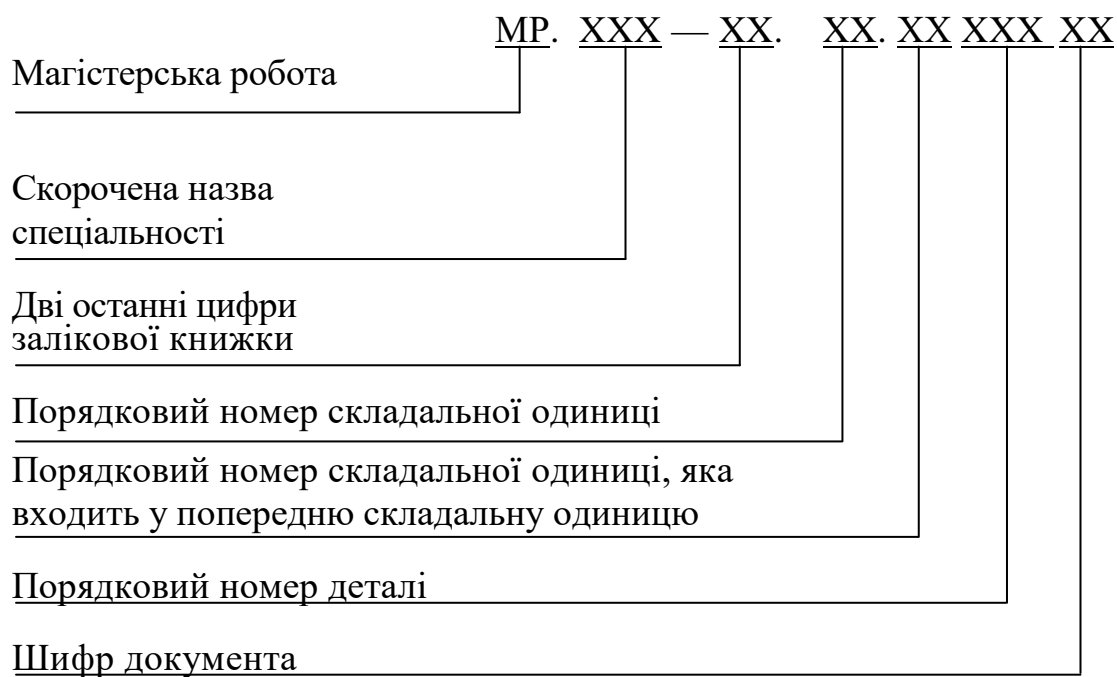 МР. ХХХ — ХХ. ХХ. ХХ ХХХ ХХ
Магістерська робота
Скорочена назва
спеціальності
Дві останні цифри
залікової книжки
Порядковий номер складальної одиниці
Порядковий номер складальної одиниці, яка
входить у попередню складальну одиницю
Порядковий номер деталі
Шифр документа